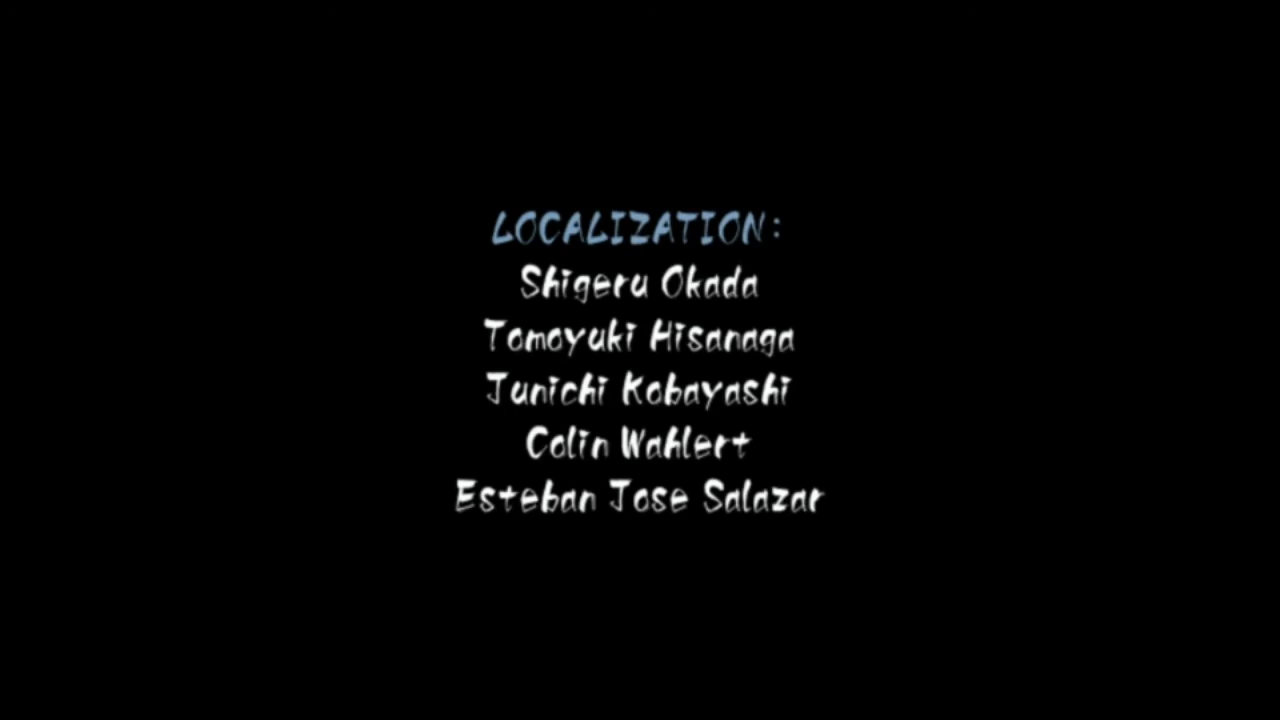 LOCALIZATION:
Shigeru Okada
Tomoyuki Hisanaga
Junichi Kobayashi
Colin Wahlert
Esteban Jose Salazar